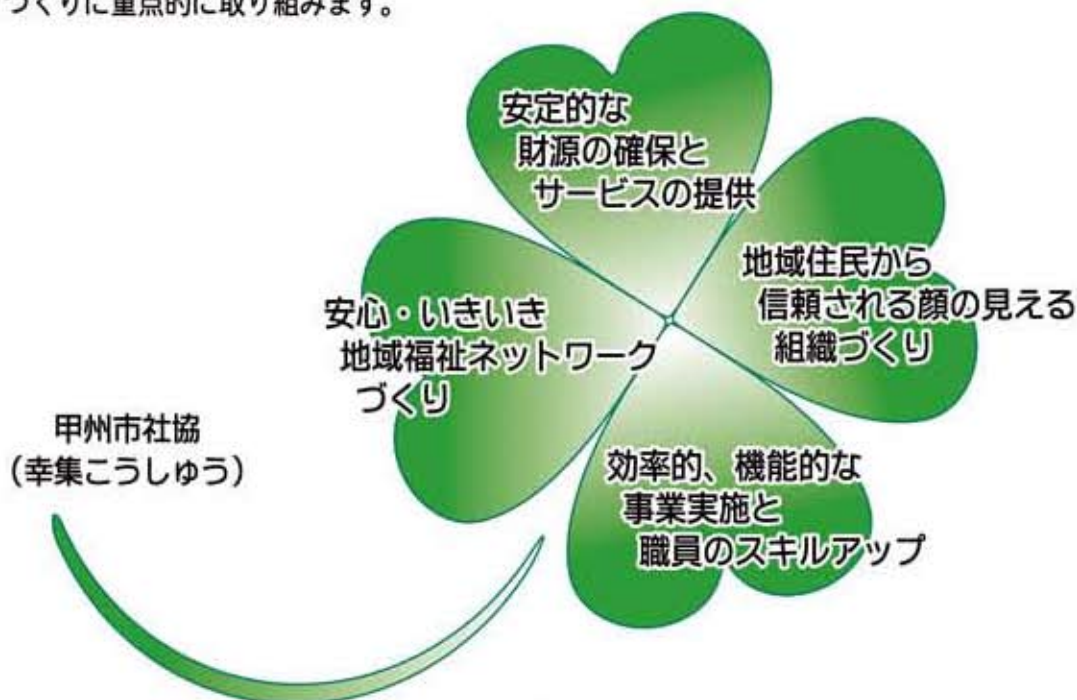 づくりに重点的に取り組みます。
安定的な
財源の確保と
サービスの提供
地域住民から
信頼される顔の見える
組織づくり
安心・いきいき
地域福祉ネットワーク
づくり
効率的、機能的な
事業実施と
職員のスキルアップ
甲州市社協
(幸集こうしゅう)